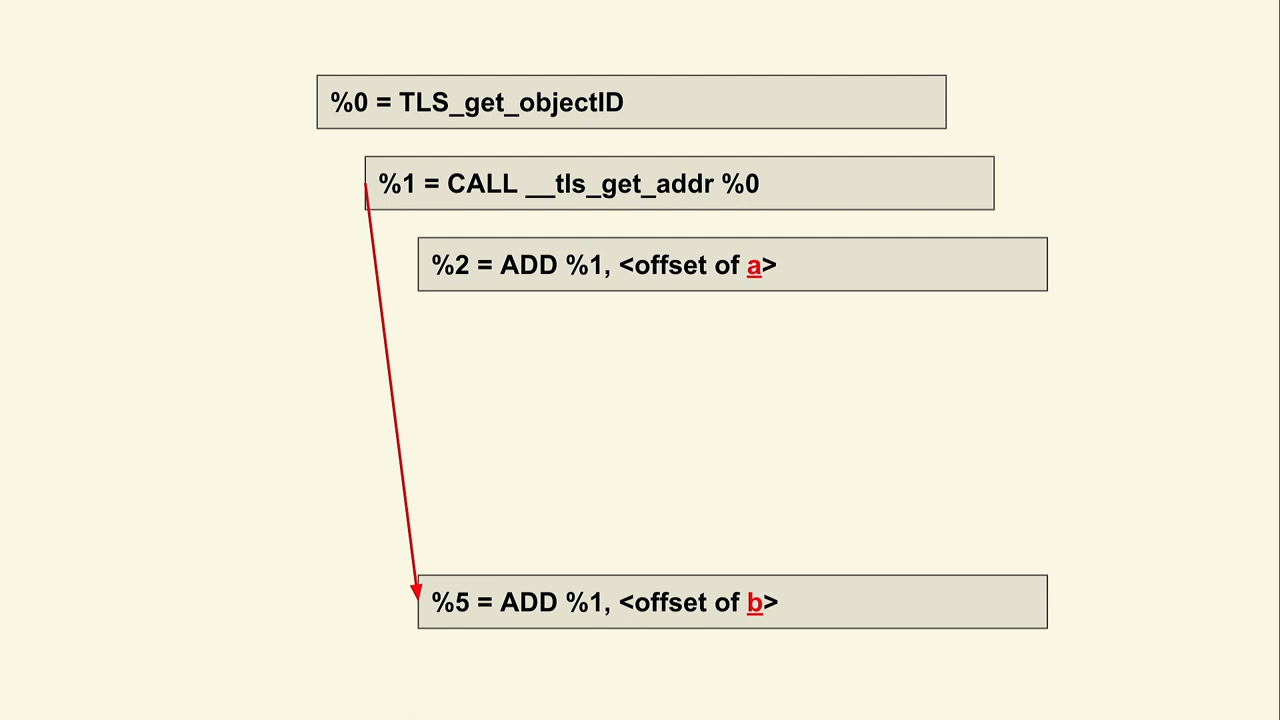 %0 = TLS_get_objectID
%1 = CALL __tls_get_addr %0
%2 = ADD %1, <offset of a>
%5 = ADD %1, <offset of b>